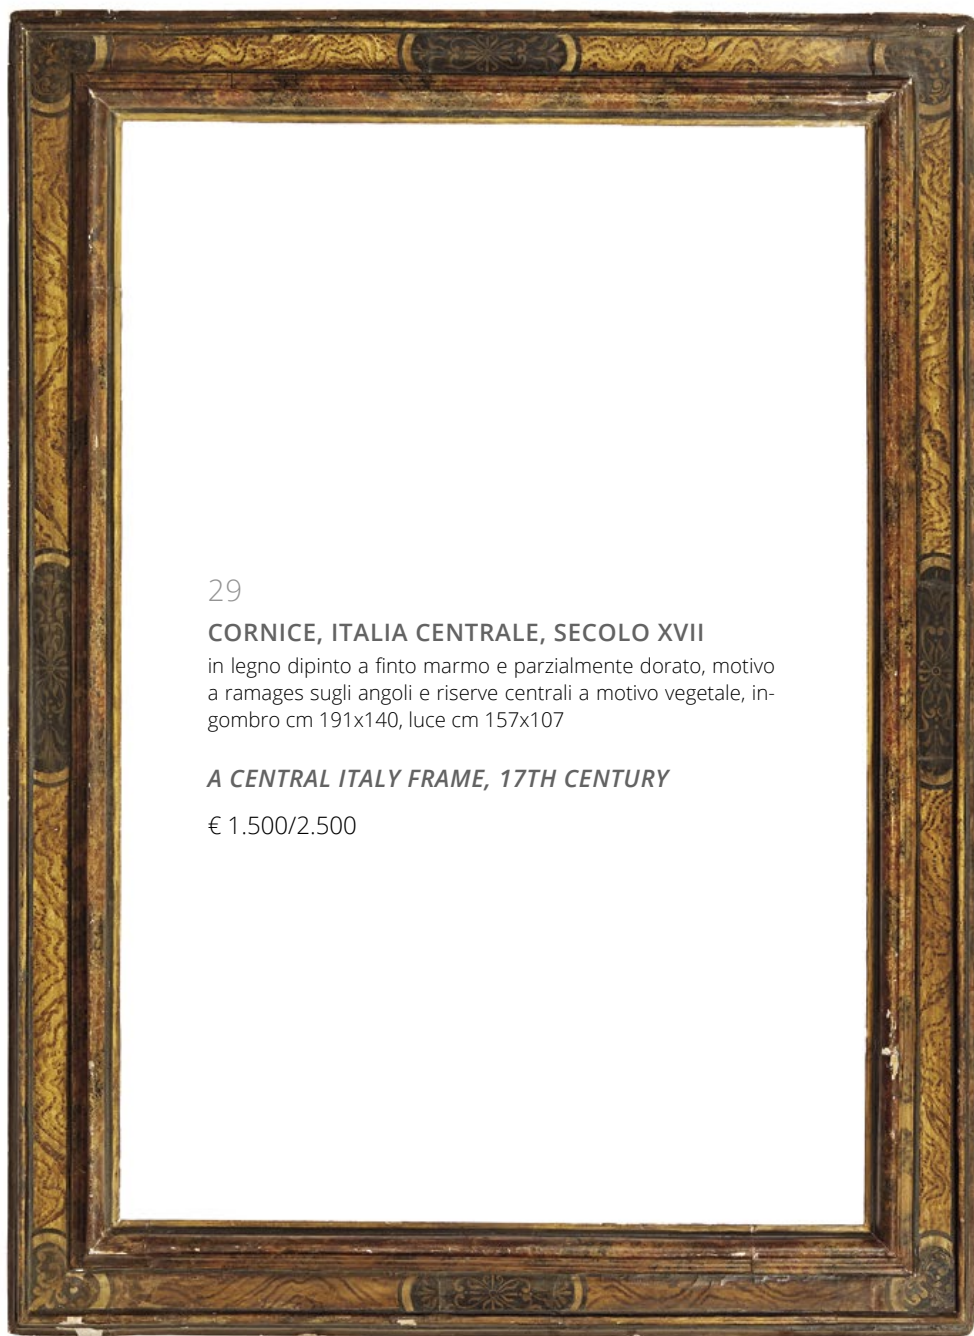 29
CORNICE, ITALIA CENTRALE, SECOLO XVII
in legno dipinto a finto marmo e parzialmente dorato, motivo
a ramages sugli angoli e riserve centrali a motivo vegetale, in-
gombro cm 191x140, luce cm 157x107
A CENTRAL ITALY FRAME, 17TH CENTURY
€ 1.500/2.500